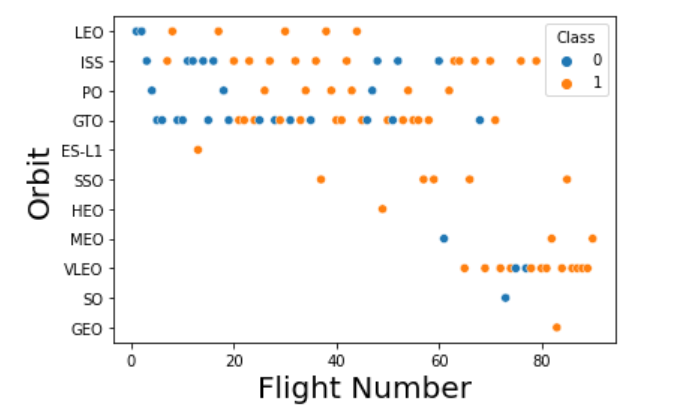 LEO
ISS
PO
GTO
ES-L1
SSO
HEO
MEO
VLEO
SO
GEO
Orbit
Class
0
1
0 20 40 60 80
Flight Number